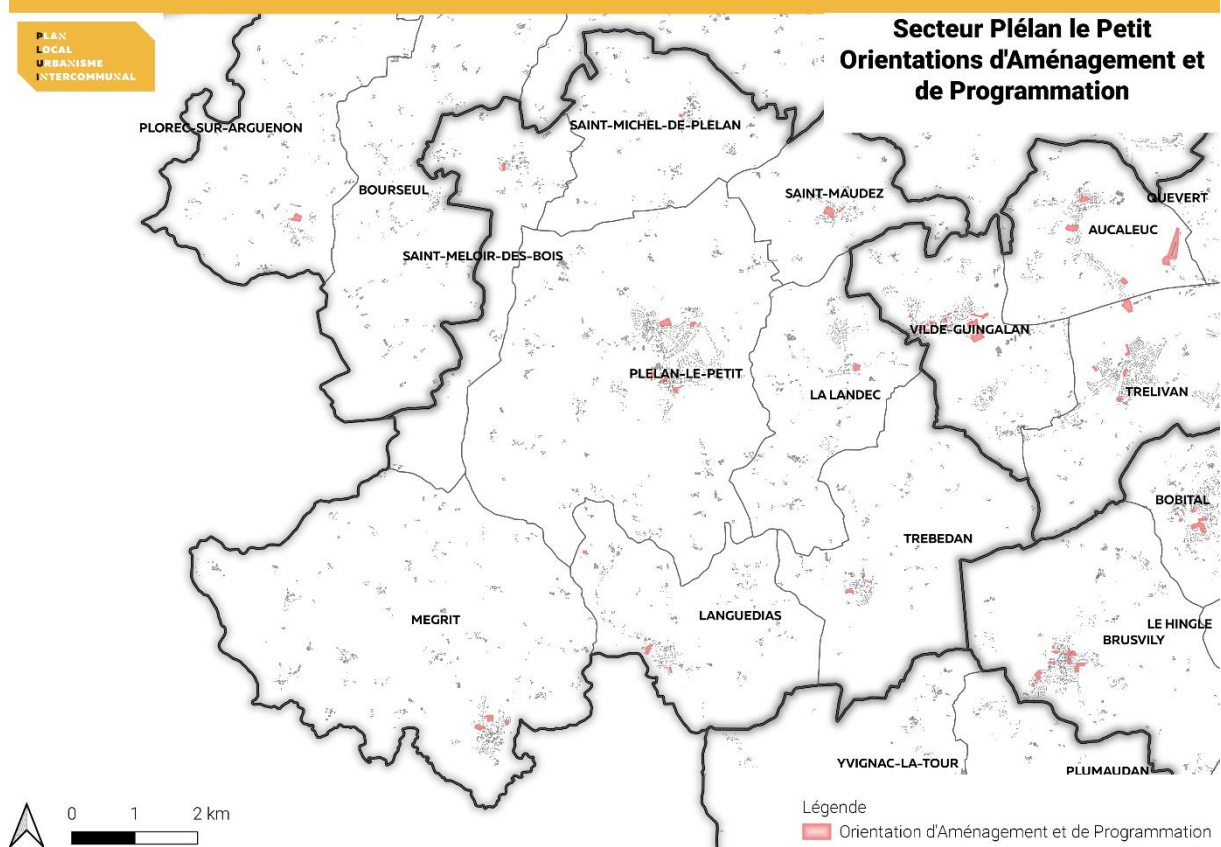 PLAN
LOCAL
URBANISME
INTERCOMMUNAL
Secteur Plélan le Petit
Orientations d'Aménagement et
de Programmation
PLOREC-SUR-ARGUENON
SAINT-MICHEL-DE-PLELAN
BOURSEUL
SAINT-MAUDEZ
QUEVERT
AUCALEUC
SAINT-MELOIR-DES-BOIS
VILDE-GUINGALAN
PLELAN-LE-PETIT
LA LANDEC
TRELIVAN
BOBITAL
TREBEDAN
MEGRIT
LANGUEDIAS
LE HINGLE
BRUSVILY
YVIGNAC-LA-TOUR
PLUMAUDAN
0 1 2 km
Légende
Orientation d'Aménagement et de Programmation